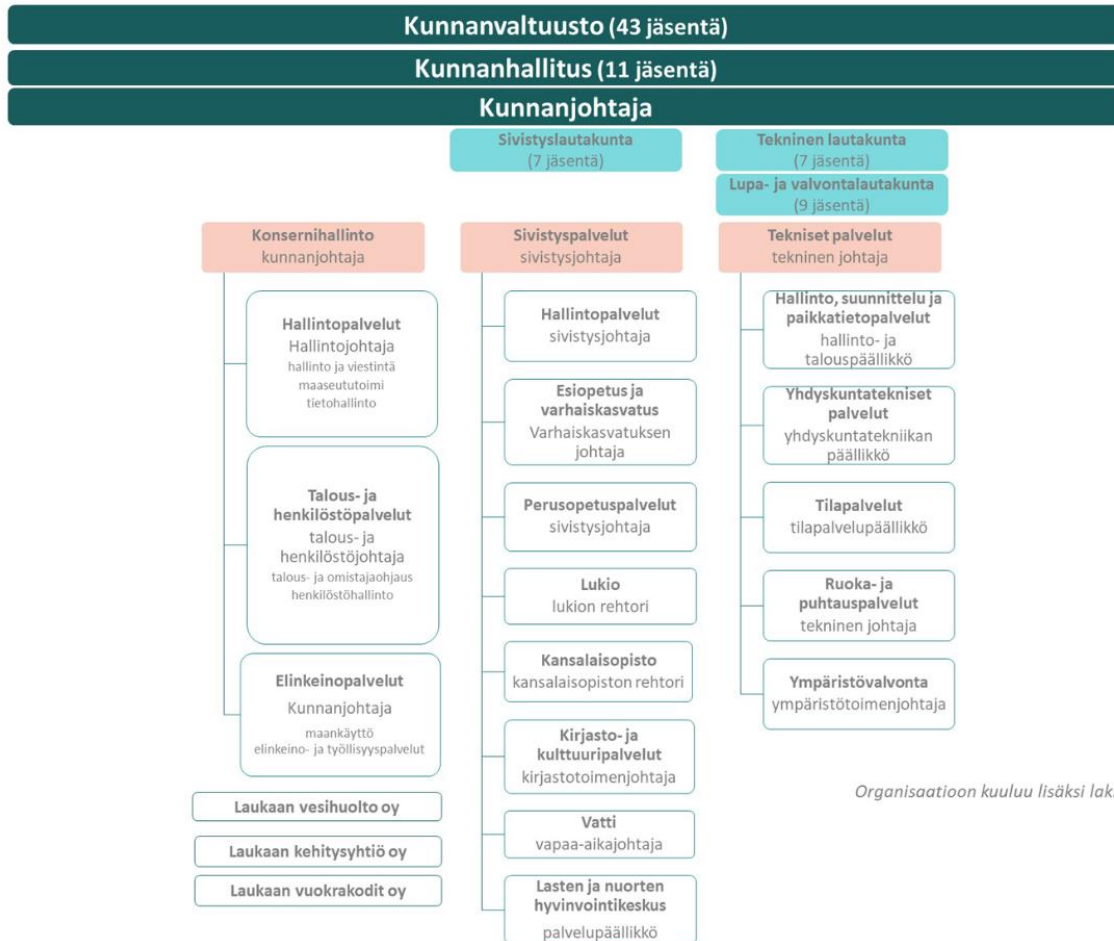 Kunnanvaltuusto (43 jäsentä)
Kunnanhallitus (11 jäsentä)
Kunnanjohtaja
Sivistyslautakunta
(7 jäsentä)
Tekninen lautakunta
(7 jäsentä)
Lupa- ja valvontalautakunta
(9 jäsentä)
Konsernihallinto
kunnanjohtaja
Hallintopalvelut
Hallintojohtaja
hallinto ja viestintä
maaseututoimi
tietohallinto
Talous- ja
henkilöstöpalvelut
talous- ja
henkilöstöjohtaja
talous- ja omistajaohjaus
henkilöstöhallinto
Elinkeinopalvelut
Kunnanjohtaja
maankäyttö
elinkeino- ja työllisyyspalvelut
Laukaan vesihuolto oy
Laukaan kehitysyhtiö oy
Laukaan vuokrakodit oy
Sivistyspalvelut
sivistysjohtaja
Hallintopalvelut
sivistysjohtaja
Esiopetus ja
varhaiskasvatus
Varhaiskasvatuksen
johtaja
Perusopetuspalvelut
sivistysjohtaja
Lukio
lukion rehtori
Kansalaisopisto
kansalaisopiston rehtori
Kirjasto- ja
kulttuuripalvelut
kirjastotoimenjohtaja
Vatti
vapaa-aikajohtaja
Lasten ja nuorten
hyvinvointikeskus
palvelupäällikkö
Tekniset palvelut
tekninen johtaja
Hallinto, suunnittelu ja
paikkatietopalvelut
hallinto- ja
talouspäällikkö
Yhdyskuntatekniset
palvelut
yhdyskuntatekniikan
päällikkö
Tilapalvelut
tilapalvelupäällikkö
Ruoka- ja
puhtauspalvelut
tekninen johtaja
Ympäristövalvonta
ympäristötoimenjohtaja
Organisaatioon kuuluu lisäksi lak